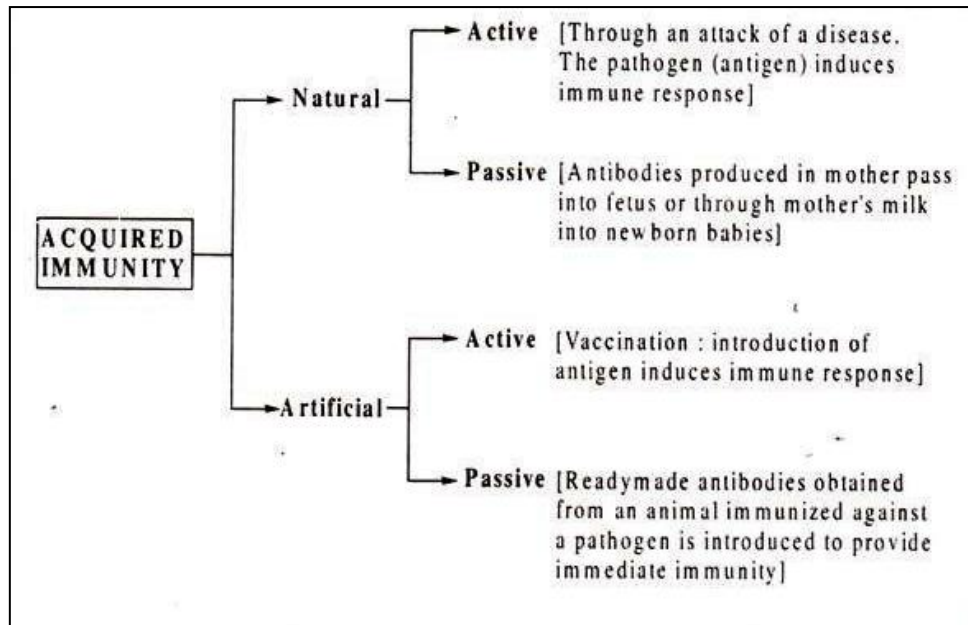 Active [Through an attack of a disease.
The pathogen (antigen) induces
immune response]
Natural
Passive [Antibodies produced in mother pass
into fetus or through mother's milk
into newborn babies]
ACQUIRED
IMMUNITY
Active [Vaccination : introduction of
antigen induces immune response]
Artificial
Passive [Readymade antibodies obtained
from an animal immunized against
a pathogen is introduced to provide
immediate immunity]